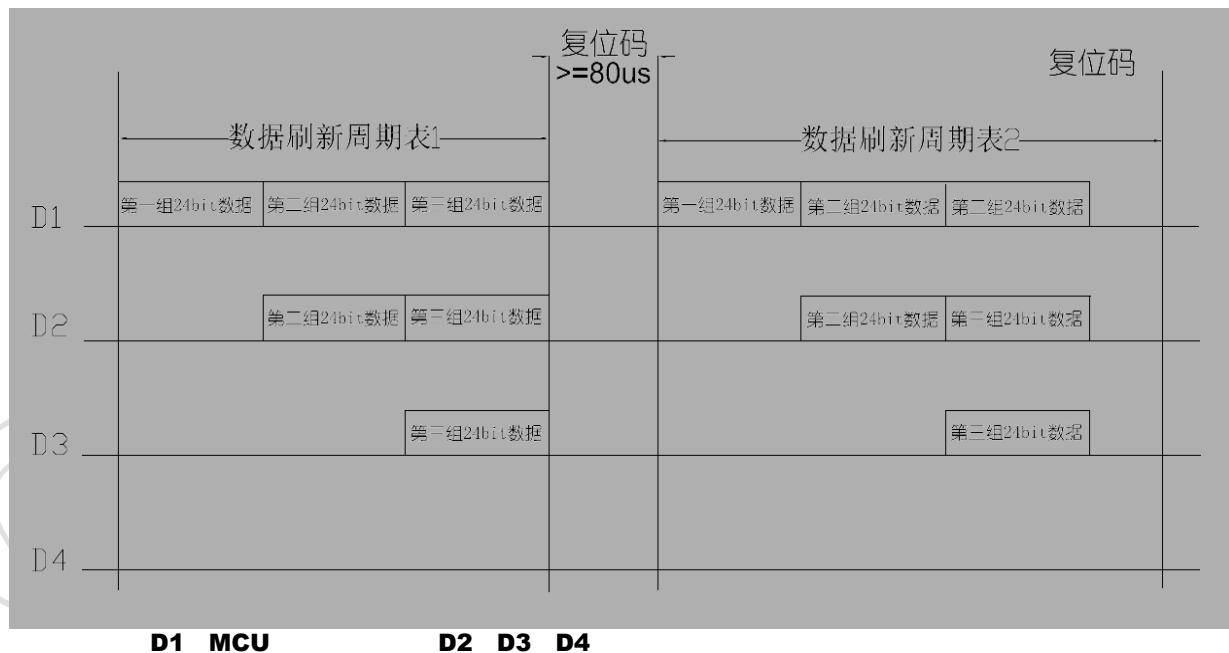 复位码
>=80us
复位码
数据刷新周期表1
数据刷新周期表2
D1
第一组24bit数据 第二组24bit数据 第三组24bit数据 第一组24bit数据 第二组24bit数据 第二组24bit数据
D2
第二组24bit数据 第三组24bit数据 第二组24bit数据 第三组24bit数据
D3
第三组24bit数据 第三组24bit数据
D4
D1 MCU D2 D3 D4